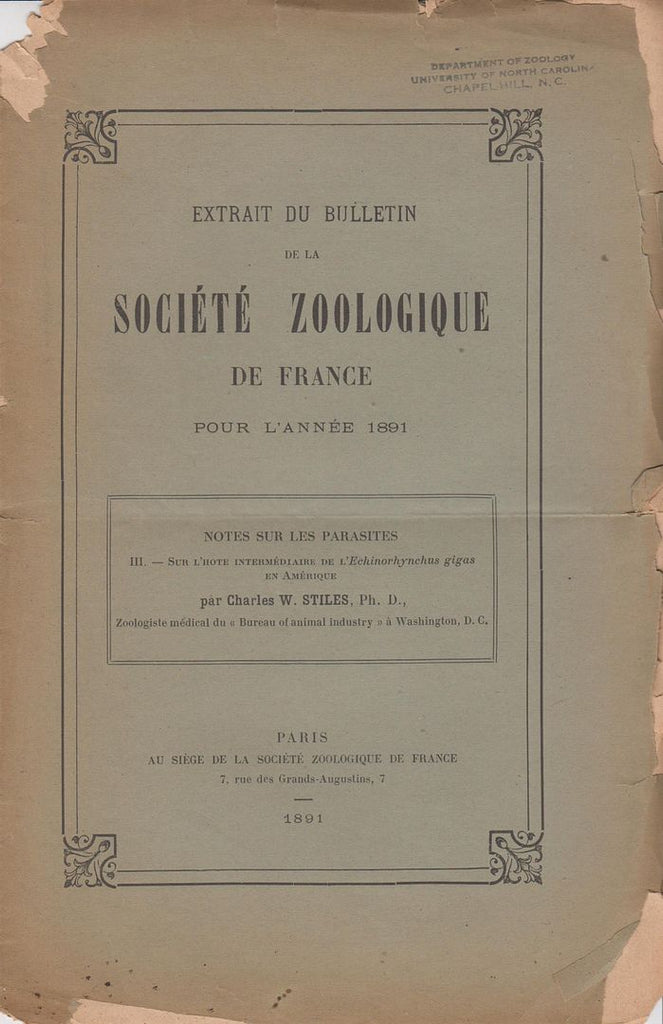 DEPARTMENT OF ZOOLOGY
UNIVERSITY OF NORTH CAROLINA
CHAPEL HILL, N. C.
EXTRAIT DU BULLETIN
DE LA
SOCIÉTÉ ZOOLOGIQUE
DE FRANCE
POUR L'ANNÉE 1891
NOTES SUR LES PARASITES
III. — SUR L'HOTE INTERMÉDIAIRE DE L'Echinorhynchus gigas
EN AMÉRIQUE
par Charles W. STILES, Ph. D.,
Zoologiste médical du « Bureau of animal industry » à Washington, D. C.
PARIS
AU SIÈGE DE LA SOCIÉTÉ ZOOLOGIQUE DE FRANCE
7, rue des Grands-Augustins, 7
1891